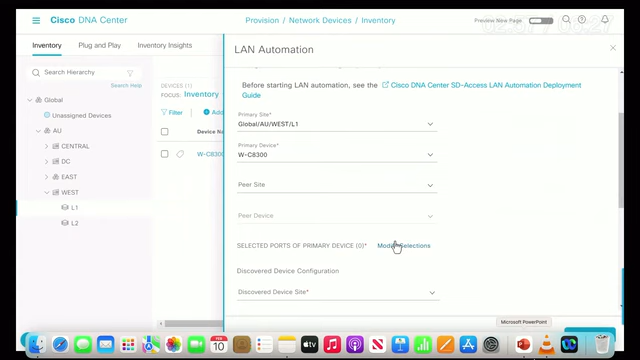 Cisco DNA Center
Provision / Network Devices / Inventory
Preview New Page
Inventory
Plug and Play
Inventory Insights
LAN Automation
Search Hierarchy
Search Help
Global
Unassigned Devices
AU
CENTRAL
DC
EAST
WEST
L1
L2
DEVICES (1)
FOCUS: Inventory
Filter
Add
Device Na
W-C8300
Before starting LAN automation, see the Cisco DNA Center SD-Access LAN Automation Deployment
Guide
Primary Site*
Global/AU/WEST/L1
Primary Device*
W-C8300
Peer Site
Peer Device
SELECTED PORTS OF PRIMARY DEVICE (0)*
Selections
Discovered Device Configuration
Discovered Device Site*
Microsoft PowerPoint
FEB
10
tv